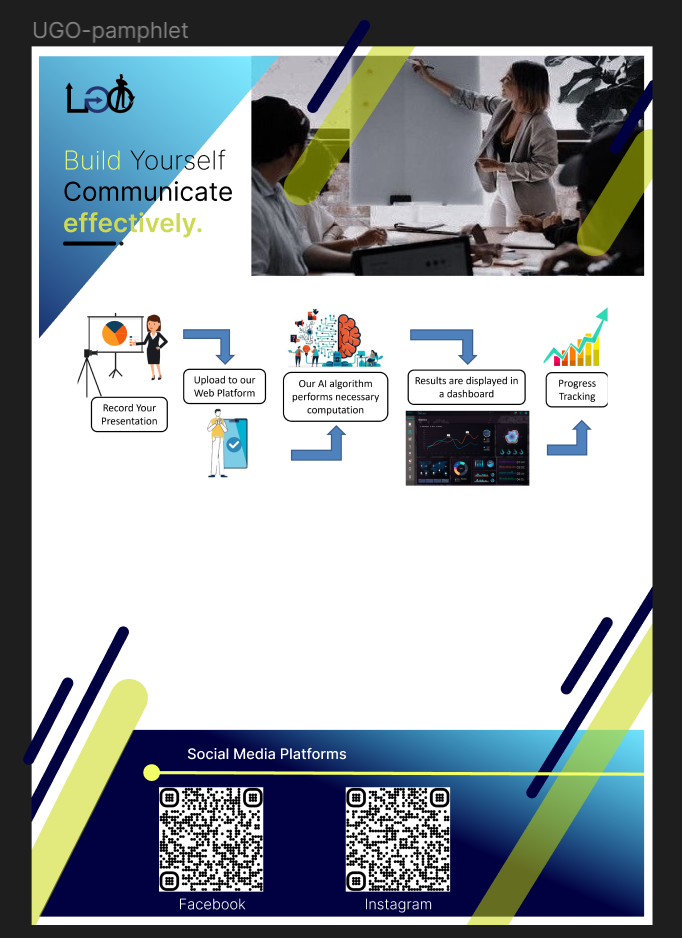 UGO-pamphlet
Build Yourself
Communicate
effectively.
Record Your
Presentation
Upload to our
Web Platform
Our AI algorithm
performs necessary
computation
Results are displayed in
a dashboard
Progress
Tracking
Social Media Platforms
Facebook
Instagram